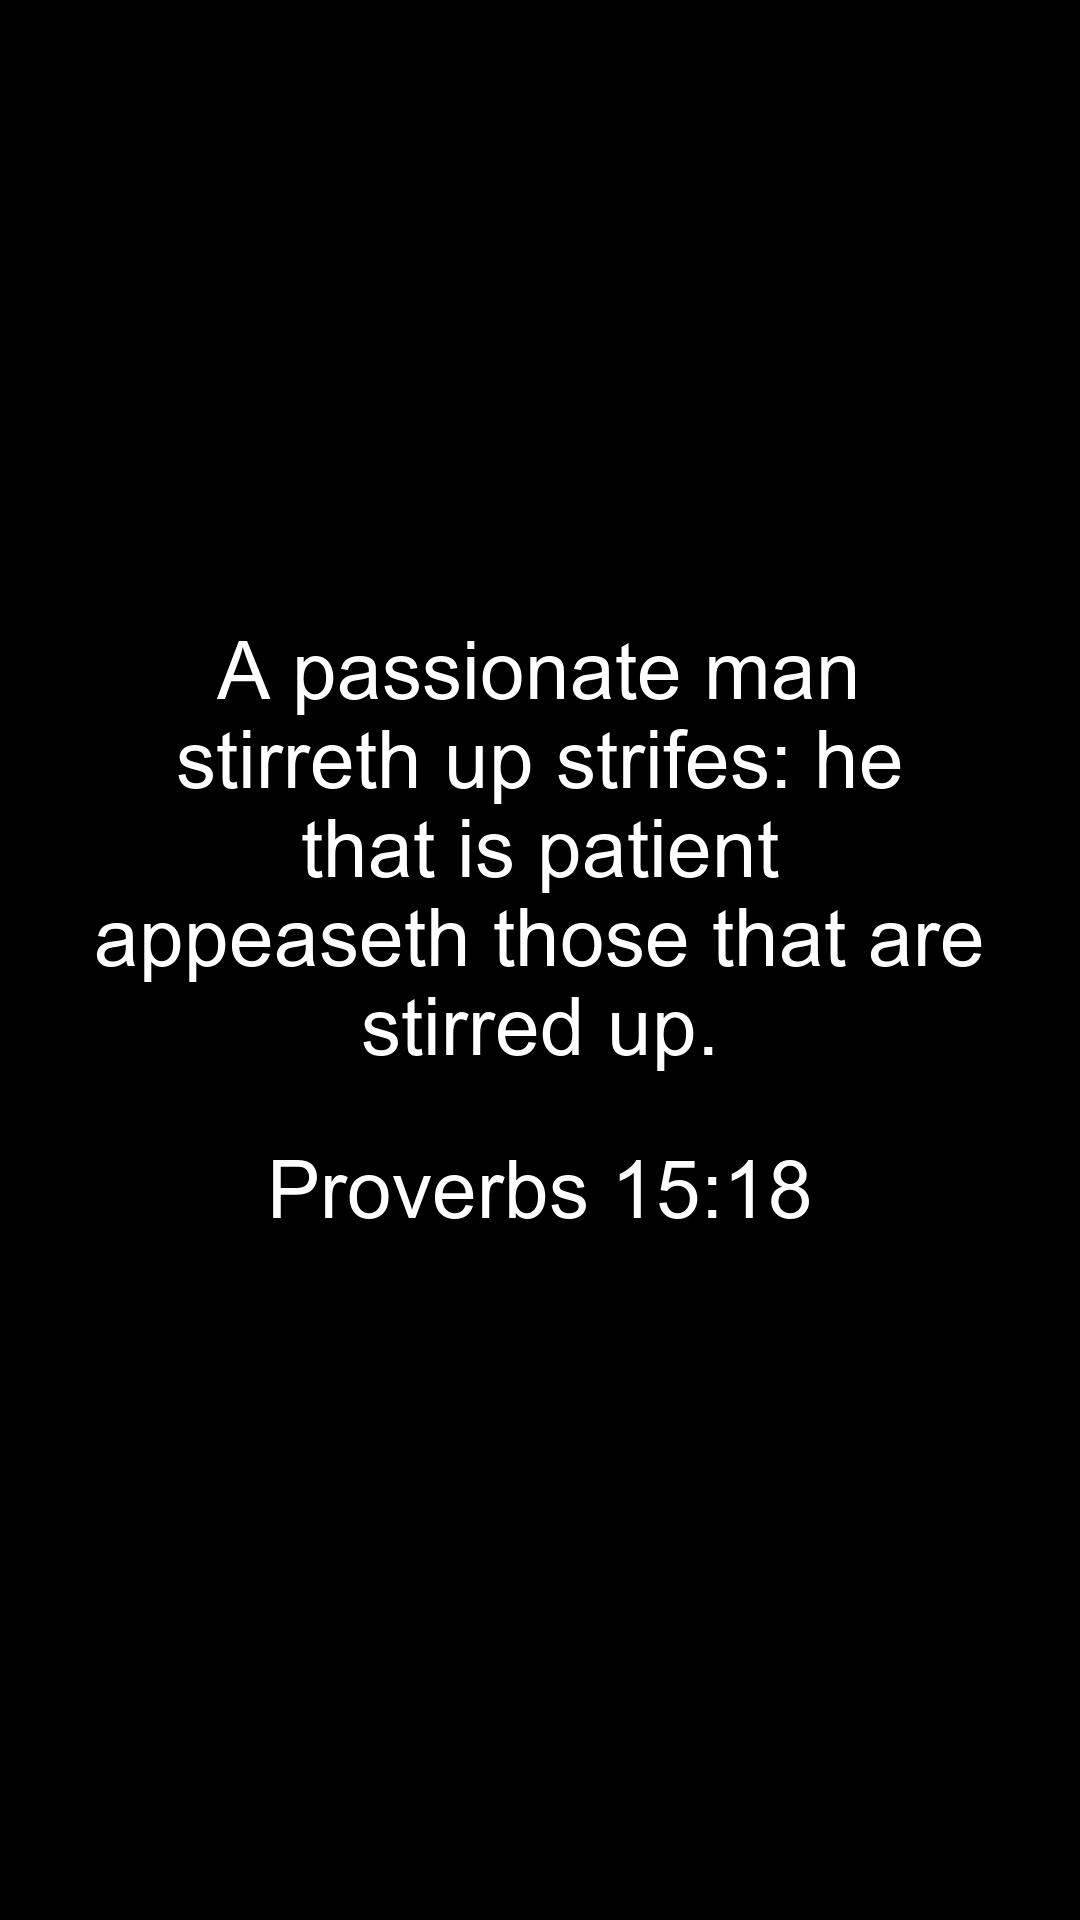 A passionate man
stirreth up strifes: he
that is patient
appeaseth those that are
stirred up.
Proverbs 15:18